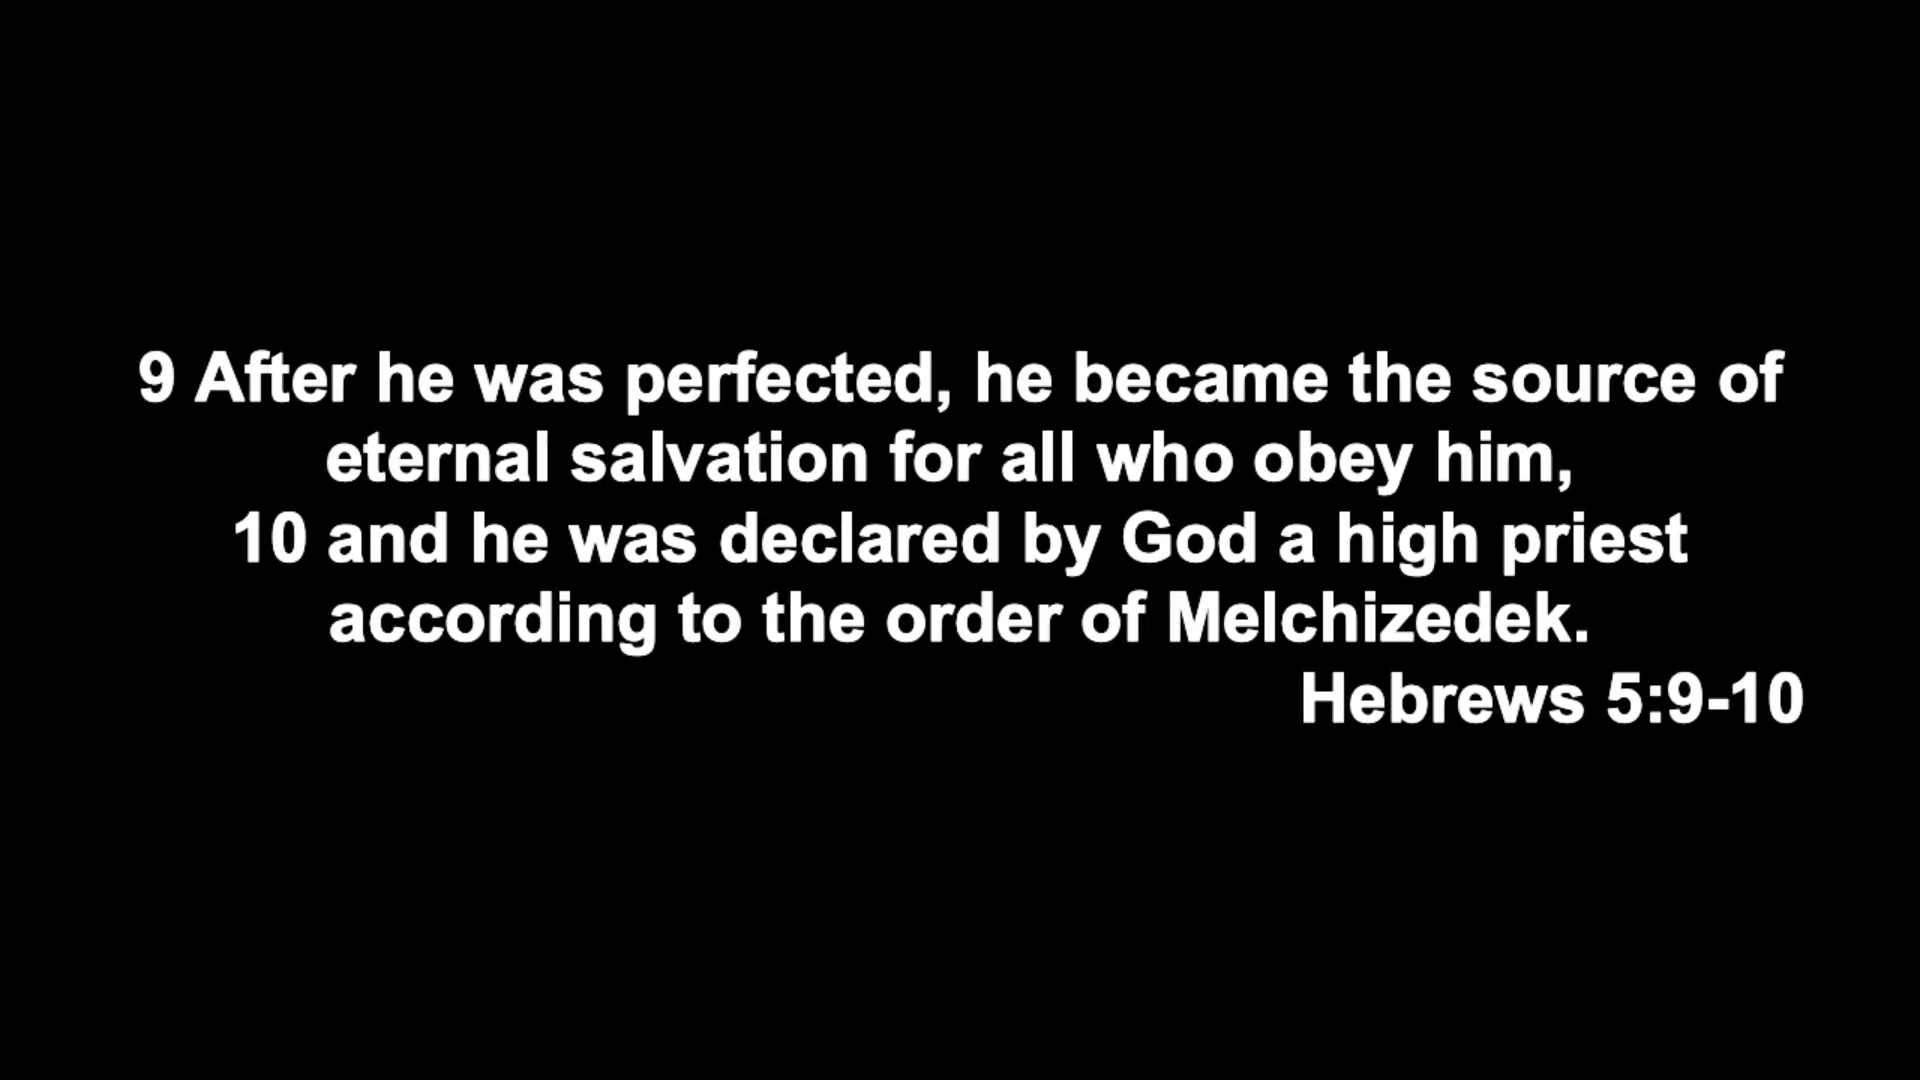 9 After he was perfected, he became the source of
eternal salvation for all who obey him,
10 and he was declared by God a high priest
according to the order of Melchizedek.
Hebrews 5:9-10